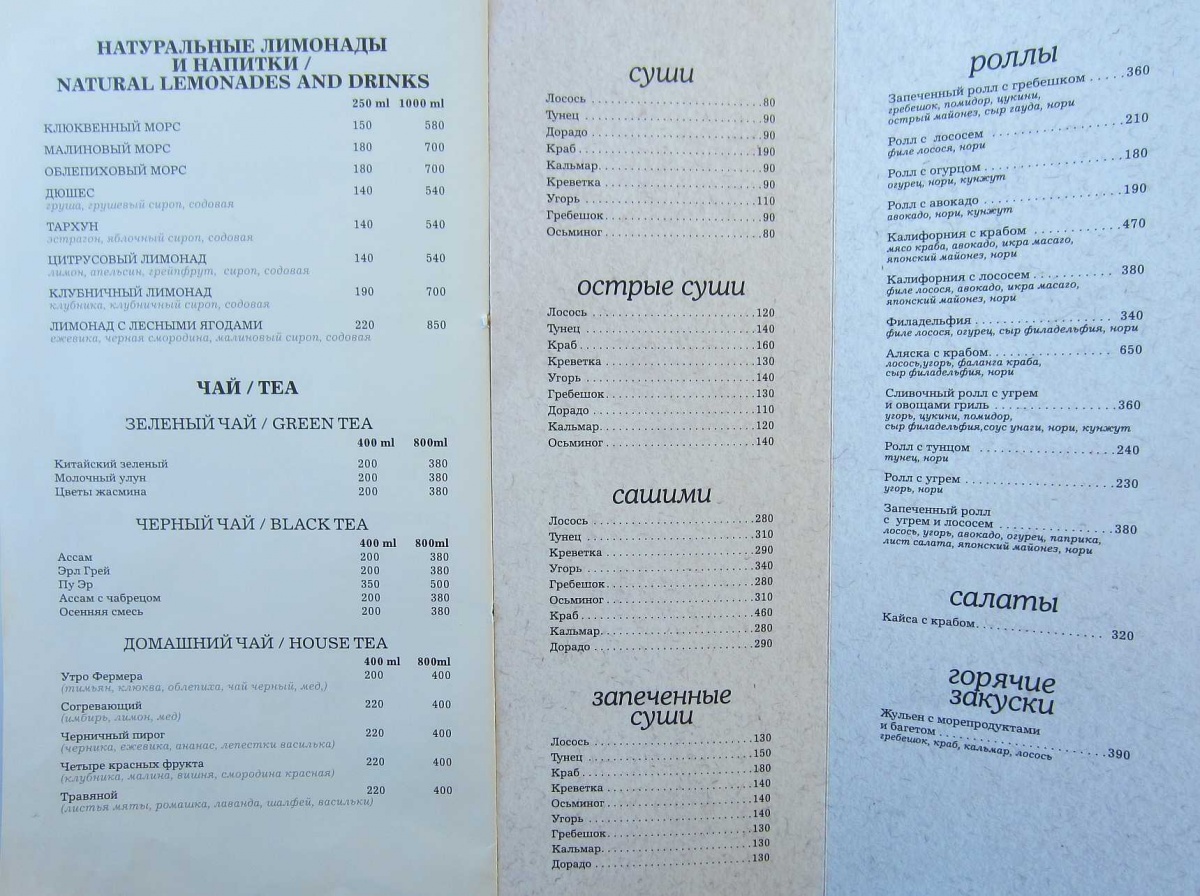 НАТУРАЛЬНЫЕ ЛИМОНАДЫ
И НАПИТКИ /
NATURAL LEMONADES AND DRINKS
250 ml 1000 ml
КЛЮКВЕННЫЙ МОРС 150 580
МАЛИНОВЫЙ МОРС 180 700
ОБЛЕПИХОВЫЙ МОРС 180 700
ДЮШЕС 140 540
груша, грушевый сироп, содовая
ТАРХУН 140 540
эстрагон, яблочный сироп, содовая
ЦИТРУСОВЫЙ ЛИМОНАД 140 540
лимон, апельсин, грейпфрут, сироп, содовая
КЛУБНИЧНЫЙ ЛИМОНАД 190 700
клубника, клубничный сироп, содовая
ЛИМОНАД С ЛЕСНЫМИ ЯГОДАМИ 220 850
ежевика, черная смородина, малиновый сироп, содовая
ЧАЙ / TEA
ЗЕЛЕНЫЙ ЧАЙ / GREEN TEA
400 ml 800ml
Китайский зеленый 200 380
Молочный улун 200 380
Цветы жасмина 200 380
ЧЕРНЫЙ ЧАЙ / BLACK TEA
400 ml 800ml
Ассам 200 380
Эрл Грей 200 380
Пу Эр 350 500
Ассам с чабрецом 200 380
Осенняя смесь 200 380
ДОМАШНИЙ ЧАЙ / HOUSE TEA
400 ml 800ml
Утро Фермера 200 400
(тимьян, клюква, облепиха, чай черный, мед,)
Согревающий 220 400
(имбирь, лимон, мед)
Черничный пирог 220 400
(черника, ежевика, ананас, лепестки василька)
Четыре красных фрукта 220 400
(клубника, малина, вишня, смородина красная)
Травяной 220 400
(листья мяты, ромашка, лаванда, шалфей, васильки)
суши
Лосось 80
Тунец 90
Дорадо 90
Краб 190
Кальмар 90
Креветка 90
Угорь 110
Гребешок 90
Осьминог 80
острые суши
Лосось 120
Тунец 140
Краб 160
Креветка 130
Угорь 140
Гребешок 130
Дорадо 110
Кальмар 120
Осьминог 140
сашими
Лосось 280
Тунец 310
Креветка 290
Угорь 340
Гребешок 280
Осьминог 310
Краб 460
Кальмар 280
Дорадо 290
запеченные
суши
Лосось 130
Тунец 150
Краб 180
Креветка 140
Осьминог 140
Угорь 140
Гребешок 130
Кальмар 130
Дорадо 130
роллы
Запеченный ролл с гребешком 360
гребешок, помидор, цукини,
острый майонез, сыр гауда, нори
Ролл с лососем 210
филе лосося, нори
Ролл с огурцом 180
огурец, нори, кунжут
Ролл с авокадо 190
авокадо, нори, кунжут
Калифорния с крабом 470
мясо краба, авокадо, икра масаго,
японский майонез, нори
Калифорния с лососем 380
филе лосося, авокадо, икра масаго,
японский майонез, нори
Филадельфия 340
филе лосося, огурец, сыр филадельфия, нори
Аляска с крабом 650
лосось,угорь, фаланга краба,
сыр филадельфия, нори
Сливочный ролл с угрем
и овощами гриль 360
угорь, цукини, помидор,
сыр филадельфия,соус унаги, нори, кунжут
Ролл с тунцом 240
тунец, нори
Ролл с угрем 230
угорь, нори
Запеченный ролл
с угрем и лососем 380
лосось, угорь, авокадо, огурец, паприка,
лист салата, японский майонез, нори
салаты
Кайса с крабом 320
горячие
закуски
Жульен с морепродуктами
и багетом 390
гребешок, краб, кальмар, лосось